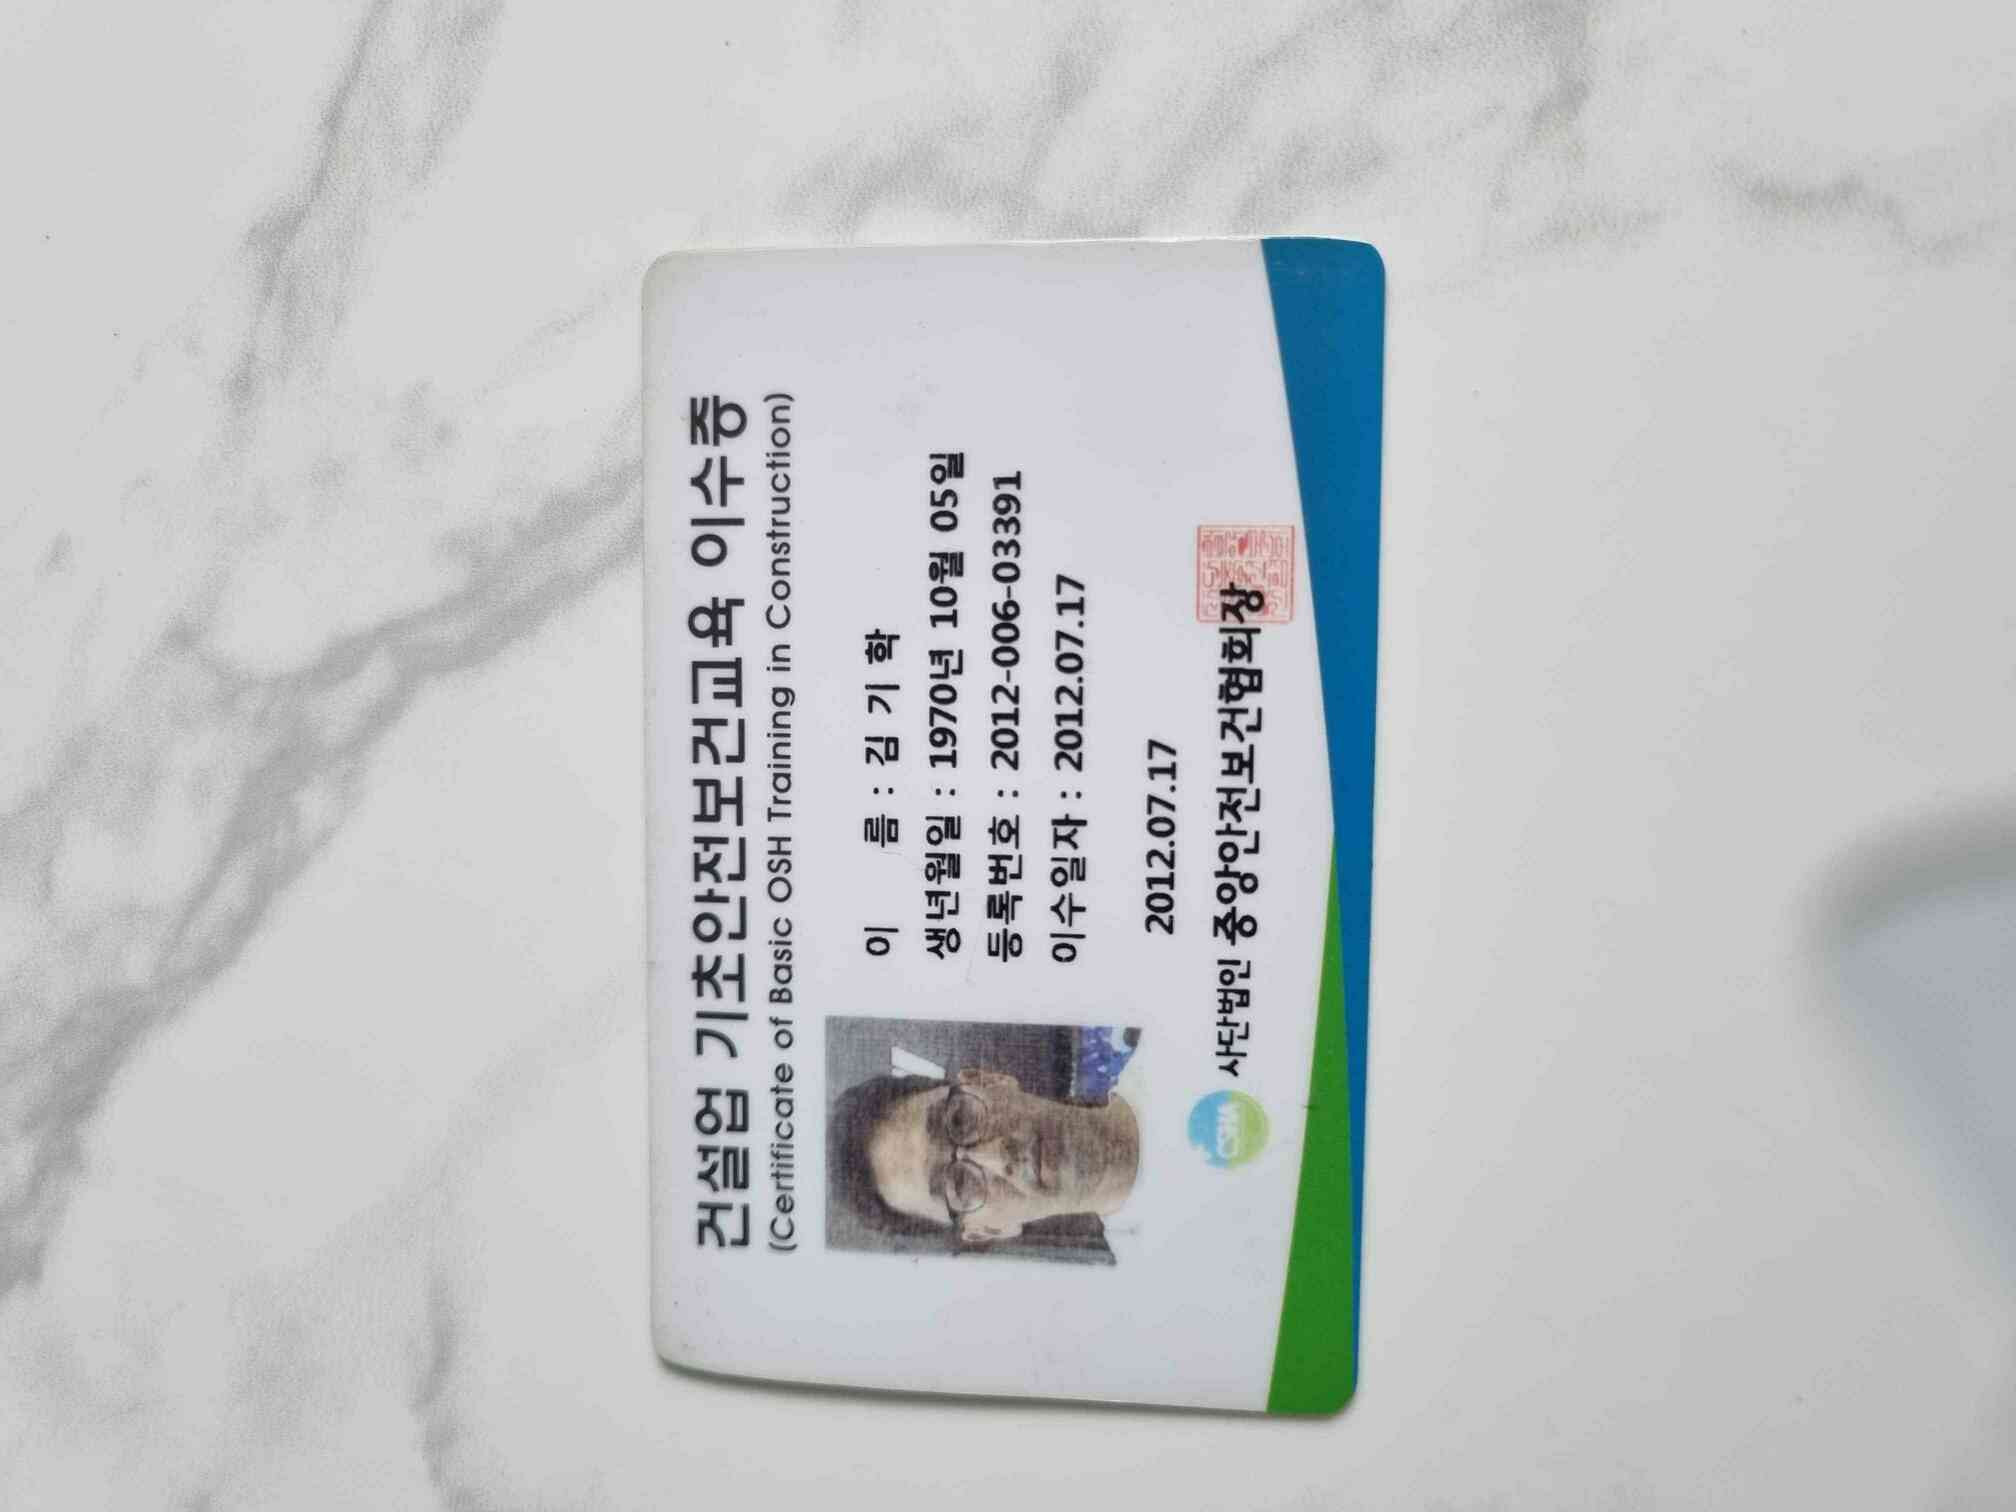 건설업 기초안전보건교육 이수증
(Certificate of Basic OSH Training in Construction)
이 름 : 김 기 학
생년월일 : 1970년 10월 05일
등록번호 : 2012-006-03391
이수일자 : 2012.07.17
2012.07.17
사단법인 중앙안전보건협회장